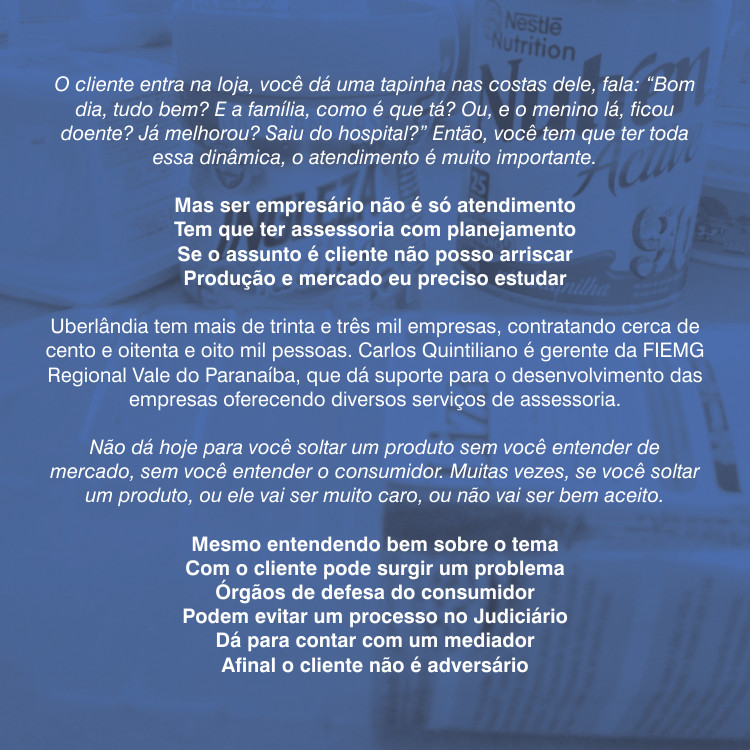 Nestlé
Nutrition
O cliente entra na loja, você dá uma tapinha nas costas dele, fala: “Bom
dia, tudo bem? E a família, como é que tá? Ou, e o menino lá, ficou
doente? Já melhorou? Saiu do hospital?” Então, você tem que ter toda
essa dinâmica, o atendimento é muito importante.
Mas ser empresário não é só atendimento
Tem que ter assessoria com planejamento
Se o assunto é cliente não posso arriscar
Produção e mercado eu preciso estudar
Uberlândia tem mais de trinta e três mil empresas, contratando cerca de
cento e oitenta e oito mil pessoas. Carlos Quintiliano é gerente da FIEMG
Regional Vale do Paranaíba, que dá suporte para o desenvolvimento das
empresas oferecendo diversos serviços de assessoria.
Não dá hoje para você soltar um produto sem você entender de
mercado, sem você entender o consumidor. Muitas vezes, se você soltar
um produto, ou ele vai ser muito caro, ou não vai ser bem aceito.
Mesmo entendendo bem sobre o tema
Com o cliente pode surgir um problema
Órgãos de defesa do consumidor
Podem evitar um processo no Judiciário
Dá para contar com um mediador
Afinal o cliente não é adversário